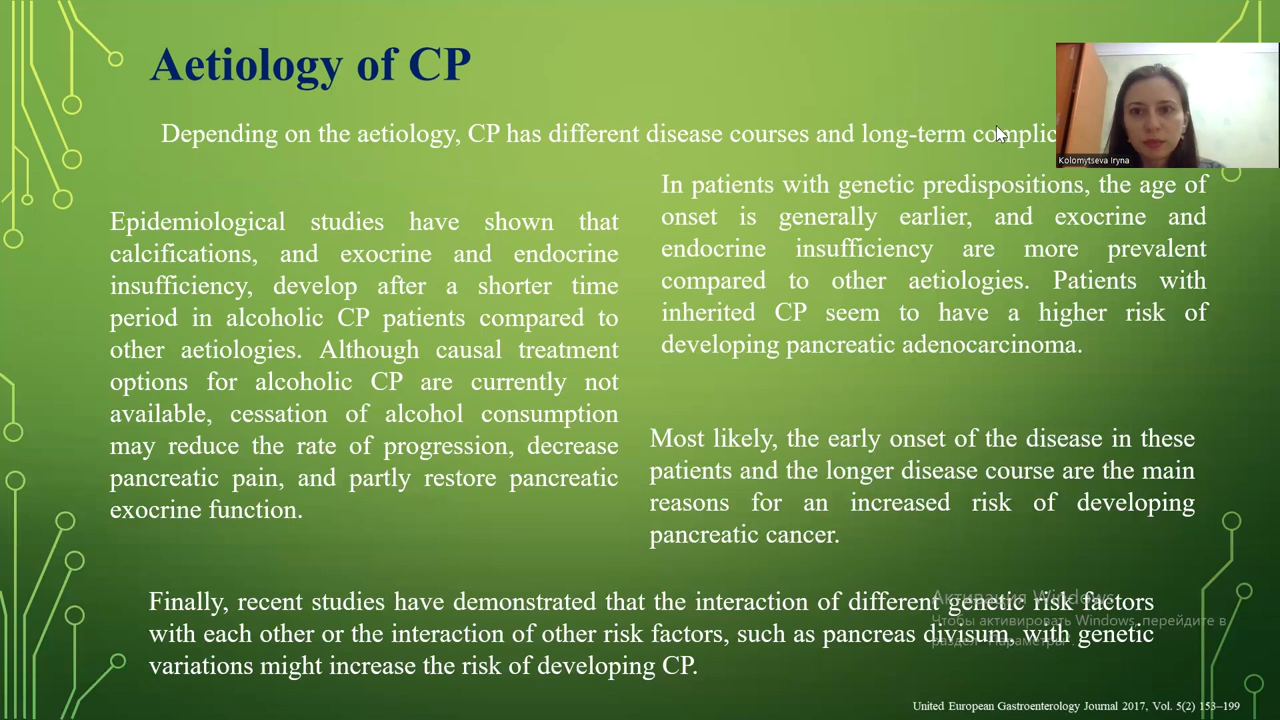 Aetiology of CP
Depending on the aetiology, CP has different disease courses and long-term complic
Kolomytseva Iryna
Epidemiological studies have shown that
calcifications, and exocrine and endocrine
insufficiency, develop after a shorter time
period in alcoholic CP patients compared to
other aetiologies. Although causal treatment
options for alcoholic CP are currently not
available, cessation of alcohol consumption
may reduce the rate of progression, decrease
pancreatic pain, and partly restore pancreatic
exocrine function.
In patients with genetic predispositions, the age of
onset is generally earlier, and exocrine and
endocrine insufficiency are more prevalent
compared to other aetiologies. Patients with
inherited CP seem to have a higher risk of
developing pancreatic adenocarcinoma.
Most likely, the early onset of the disease in these
patients and the longer disease course are the main
reasons for an increased risk of developing
pancreatic cancer.
Finally, recent studies have demonstrated that the interaction of different genetic risk factors
with each other or the interaction of other risk factors, such as pancreas divisum, with genetic
variations might increase the risk of developing CP.
Активация Windows
Чтобы активировать Windows, перейдите в
раздел "Параметры".
United European Gastroenterology Journal 2017, Vol. 5(2) 153–199